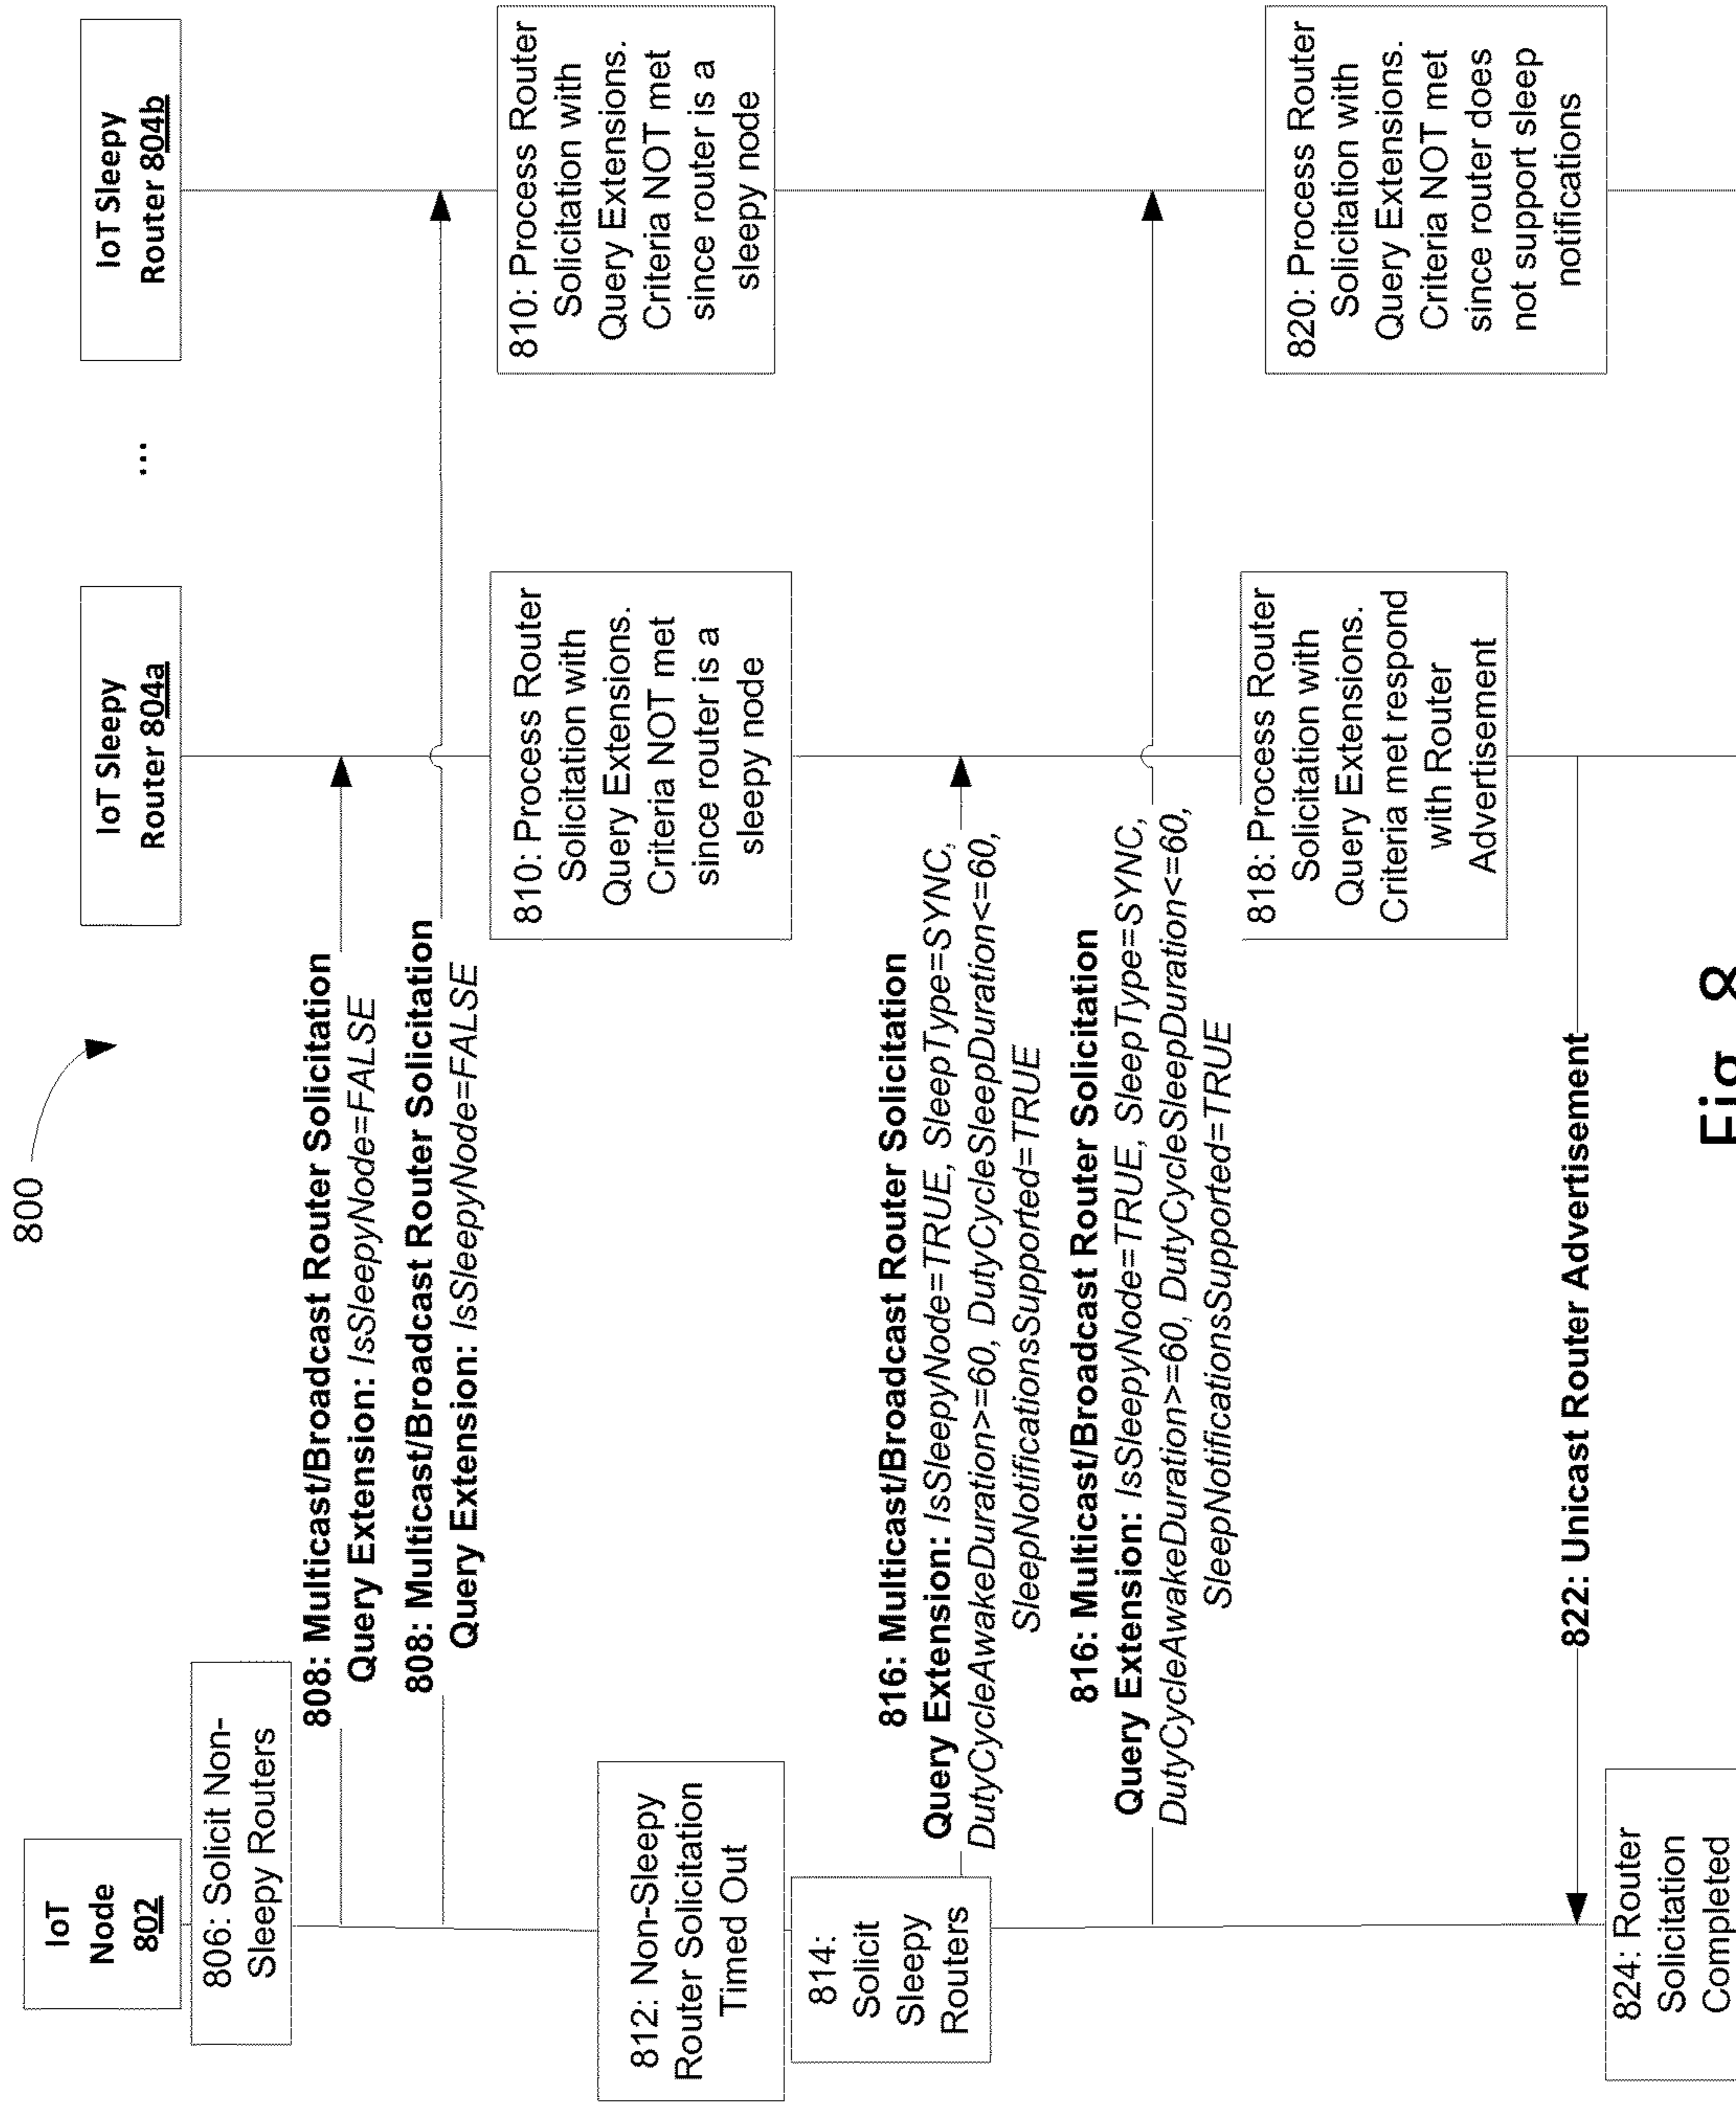 800
IoT
Node
802
IoT Sleepy
Router 804a
...
IoT Sleepy
Router 804b
806: Solicit Non-
Sleepy Routers
808: Multicast/Broadcast Router Solicitation
Query Extension: IsSleepyNode=FALSE
808: Multicast/Broadcast Router Solicitation
Query Extension: IsSleepyNode=FALSE
810: Process Router
Solicitation with
Query Extensions.
Criteria NOT met
since router is a
sleepy node
810: Process Router
Solicitation with
Query Extensions.
Criteria NOT met
since router is a
sleepy node
812: Non-Sleepy
Router Solicitation
Timed Out
814:
Solicit
Sleepy
Routers
816: Multicast/Broadcast Router Solicitation
Query Extension: IsSleepyNode=TRUE, SleepType=SYNC,
DutyCycleAwakeDuration>=60, DutyCycleSleepDuration<=60,
SleepNotificationsSupported=TRUE
816: Multicast/Broadcast Router Solicitation
Query Extension: IsSleepyNode=TRUE, SleepType=SYNC,
DutyCycleAwakeDuration>=60, DutyCycleSleepDuration<=60,
SleepNotificationsSupported=TRUE
818: Process Router
Solicitation with
Query Extensions.
Criteria met respond
with Router
Advertisement
820: Process Router
Solicitation with
Query Extensions.
Criteria NOT met
since router does
not support sleep
notifications
822: Unicast Router Advertisement
824: Router
Solicitation
Completed
Fig. 8